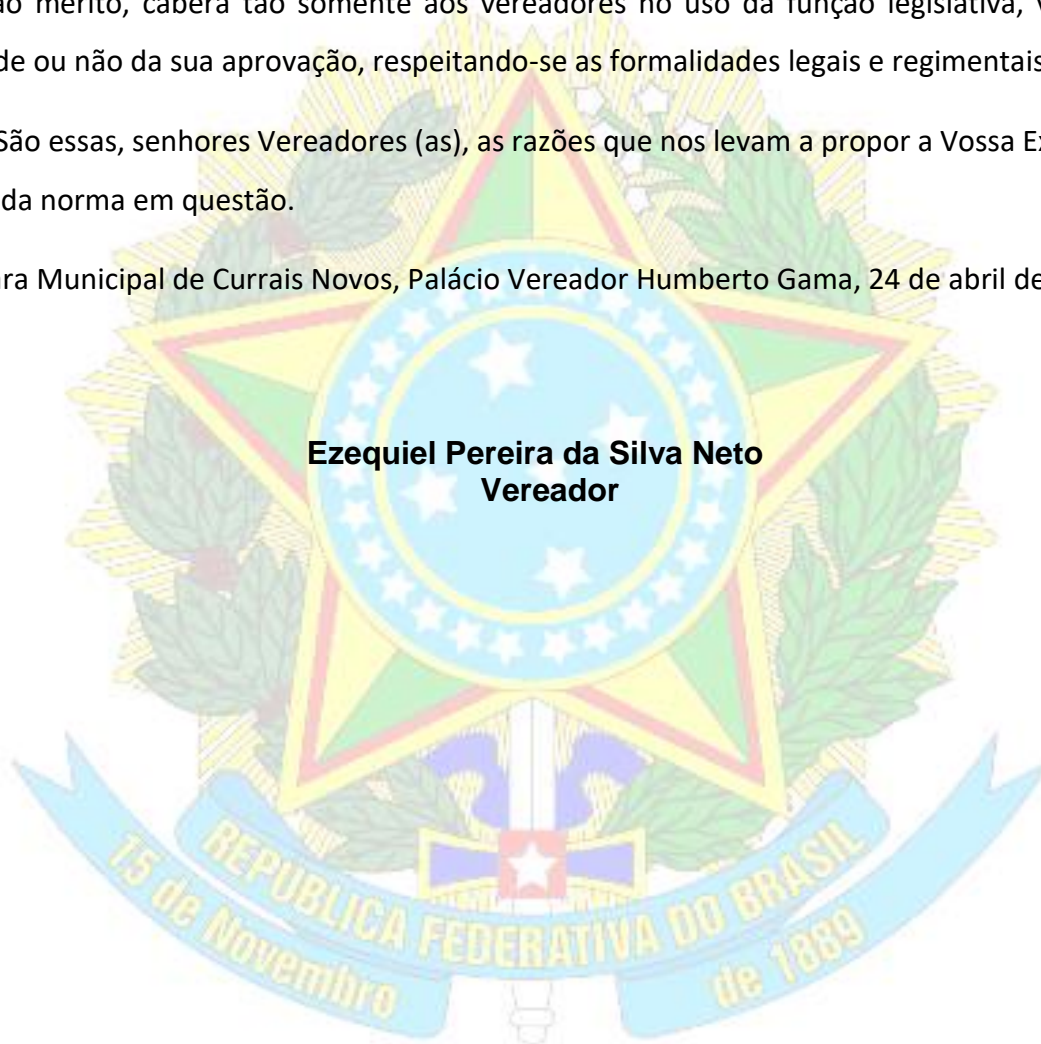 ao mérito, caberá tão somente aos vereadores no uso da função legislativa, v
de ou não da sua aprovação, respeitando-se as formalidades legais e regimentais
São essas, senhores Vereadores (as), as razões que nos levam a propor a Vossa Ex
da norma em questão.
ra Municipal de Currais Novos, Palácio Vereador Humberto Gama, 24 de abril de
Ezequiel Pereira da Silva Neto
Vereador
REPUBLICA FEDERATIVA DO BRASIL
15 de Novembro
de 1889